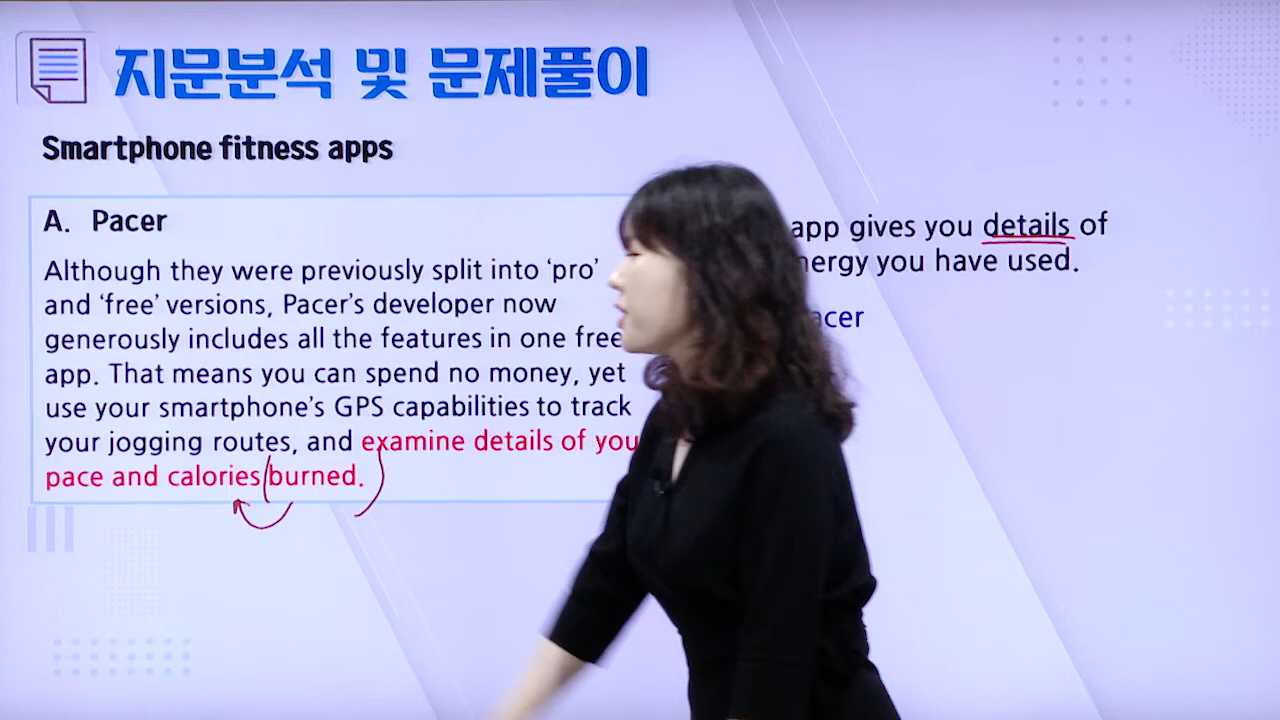 지문분석 및 문제풀이
Smartphone fitness apps
A. Pacer
Although they were previously split into ‘pro’
and ‘free’ versions, Pacer’s developer now
generously includes all the features in one free
app. That means you can spend no money, yet
use your smartphone’s GPS capabilities to track
your jogging routes, and examine details of
pace and calories burned.
app gives you details of
you have used.